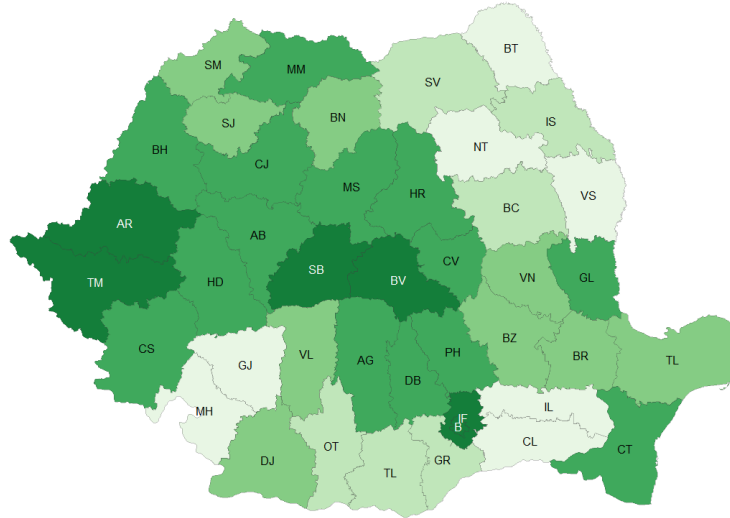 BT
SM
MM
SV
SJ
BN
IS
NT
BH
CJ
MS
HR
VS
BC
AR
AB
SB
BV
CV
VN
GL
TM
HD
CS
GJ
VL
AG
PH
BZ
BR
TL
DB
MH
IF
B
IL
OT
CL
CT
DJ
TL
GR